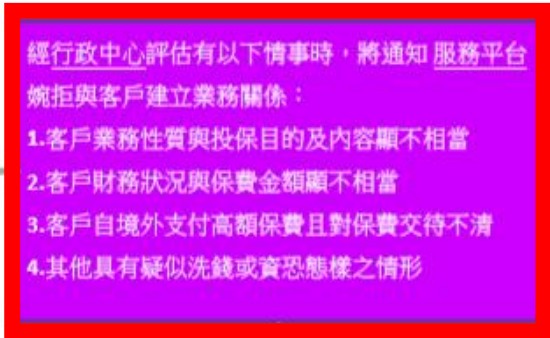 經行政中心評估有以下情事時，將通知 服務平台
婉拒與客戶建立業務關係：
1.客戶業務性質與投保目的及內容顯不相當
2.客戶財務狀況與保費金額顯不相當
3.客戶自境外支付高額保費且對保費交待不清
4.其他具有疑似洗錢或資恐態樣之情形